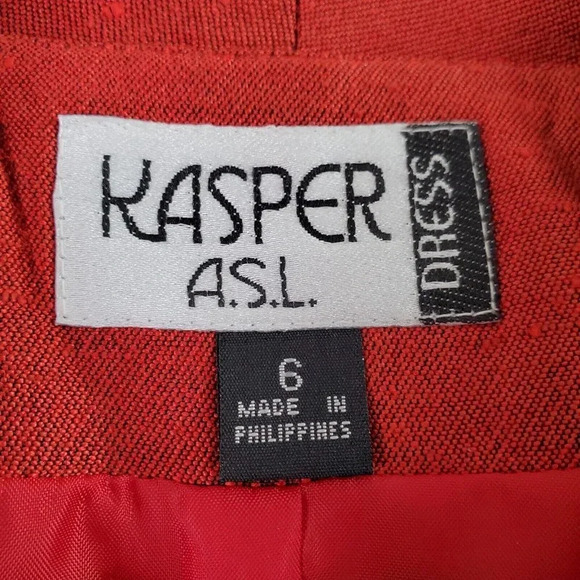 KASPER
A.S.L.
DRESS
6
MADE IN
PHILIPPINES